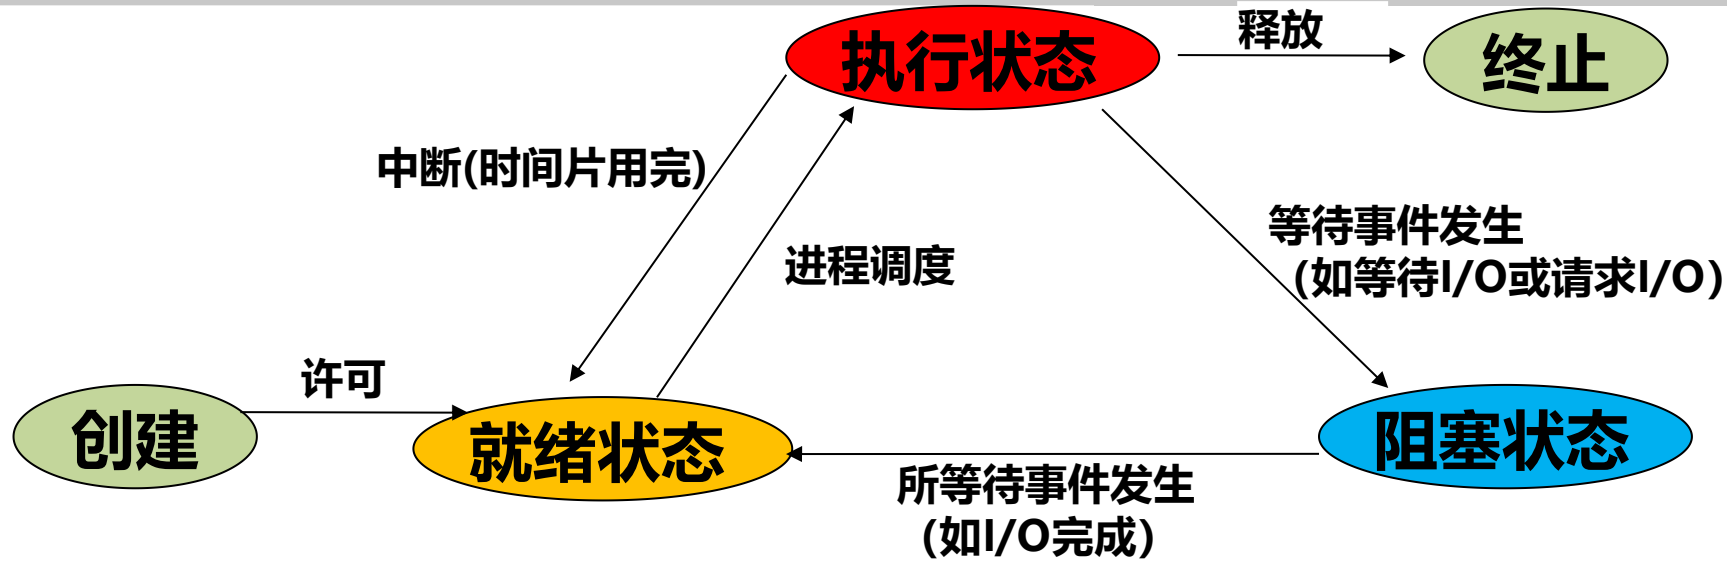 执行状态
释放
终止
中断(时间片用完)
进程调度
等待事件发生
(如等待I/O或请求I/O)
许可
创建
就绪状态
阻塞状态
所等待事件发生
(如I/O完成)